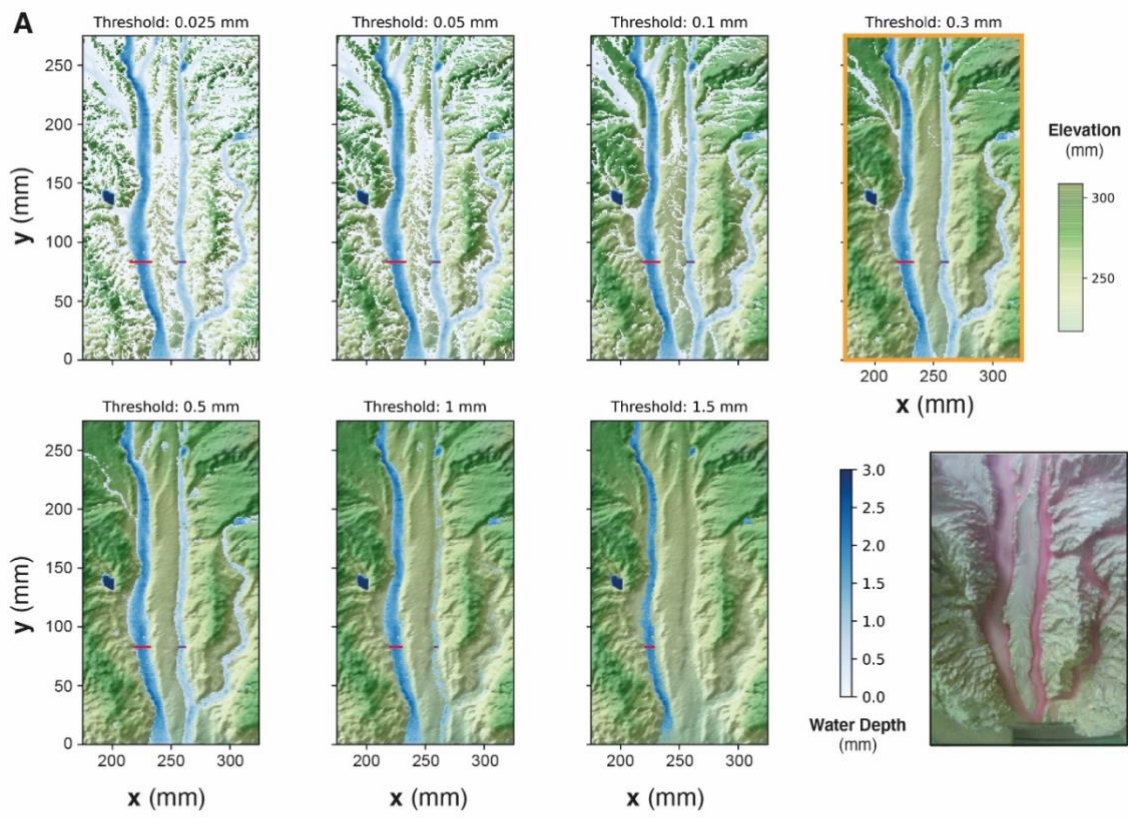 A
Threshold: 0.025 mm
Threshold: 0.05 mm
Threshold: 0.1 mm
Threshold: 0.3 mm
y (mm)
250
200
150
100
50
0
200
250
300
x (mm)
Elevation
(mm)
300
250
Threshold: 0.5 mm
Threshold: 1 mm
Threshold: 1.5 mm
y (mm)
250
200
150
100
50
0
200
250
300
x (mm)
200
250
300
x (mm)
200
250
300
x (mm)
3.0
2.5
2.0
1.5
1.0
0.5
0.0
Water Depth
(mm)